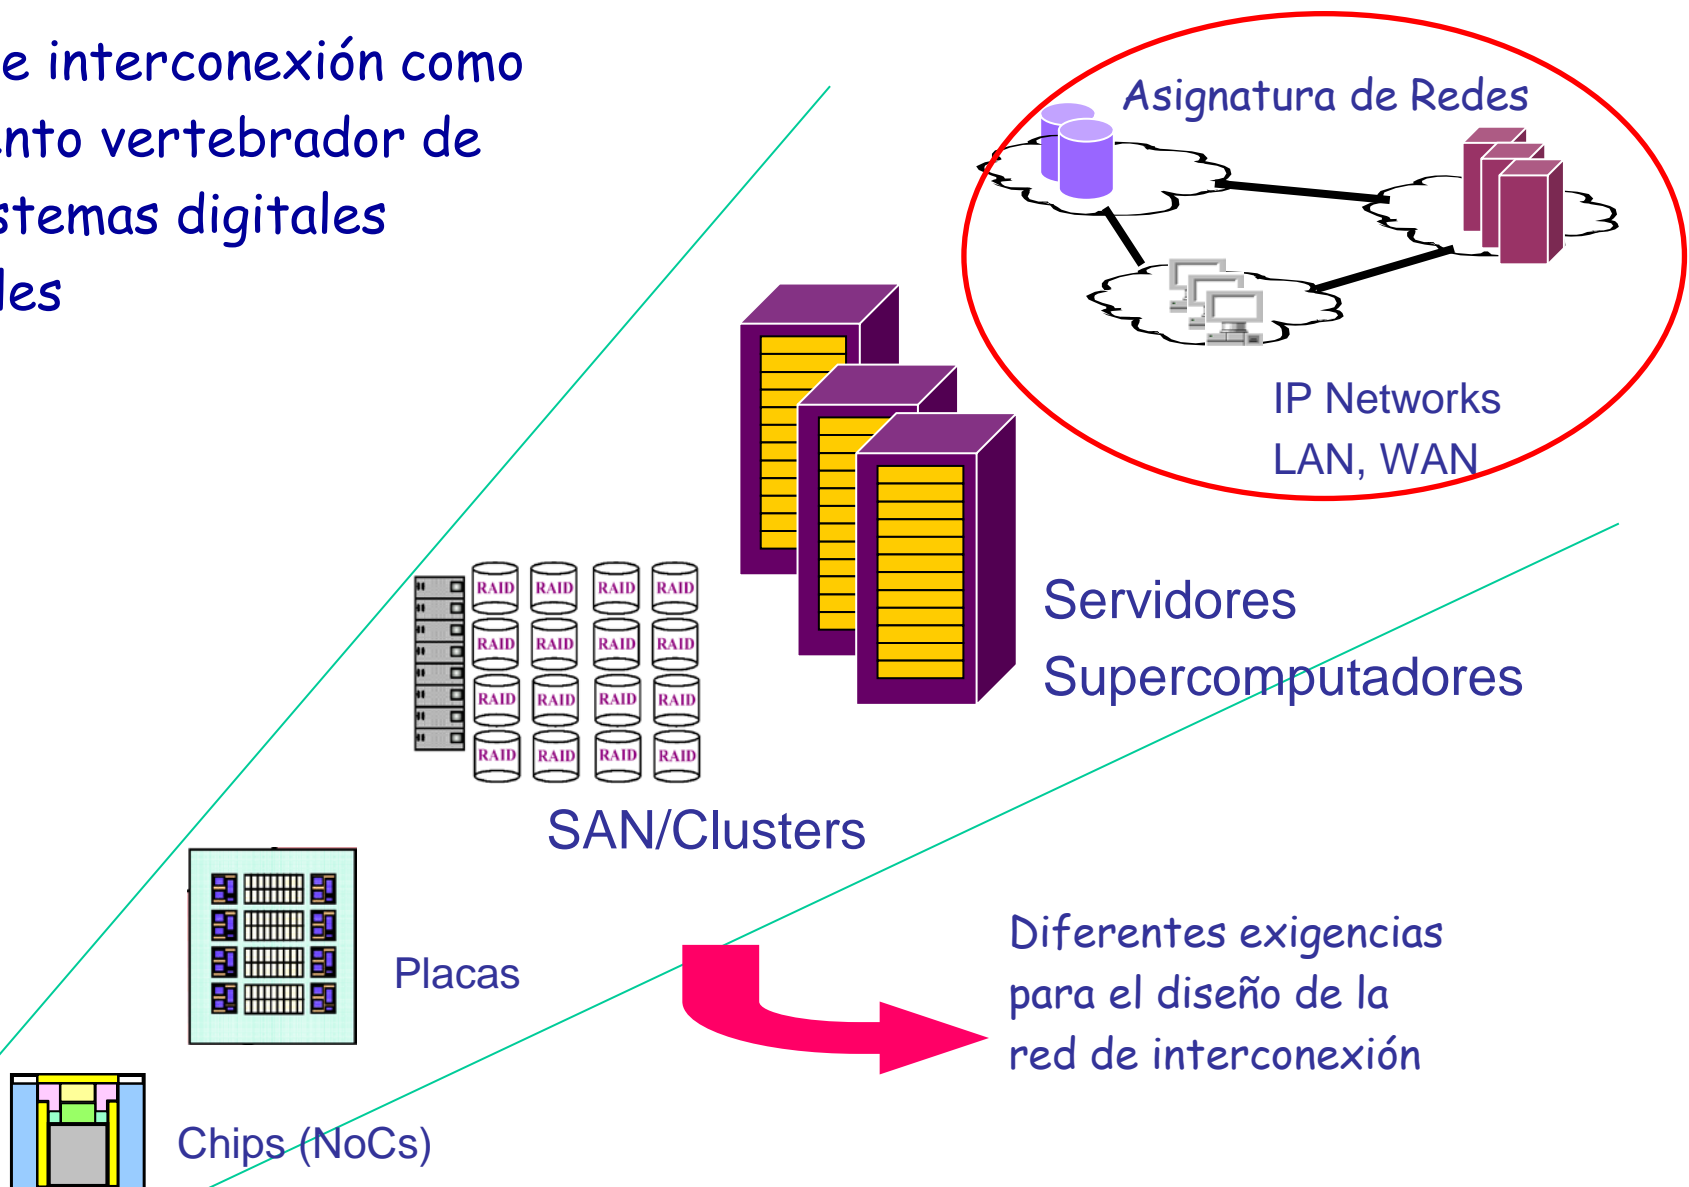 e interconexión como
nto vertebrador de
stemas digitales
les
Asignatura de Redes
IP Networks
LAN, WAN
Servidores
Supercomputadores
RAID RAID RAID RAID
RAID RAID RAID RAID
RAID RAID RAID RAID
RAID RAID RAID RAID
SAN/Clusters
Placas
Diferentes exigencias
para el diseño de la
red de interconexión
Chips (NoCs)